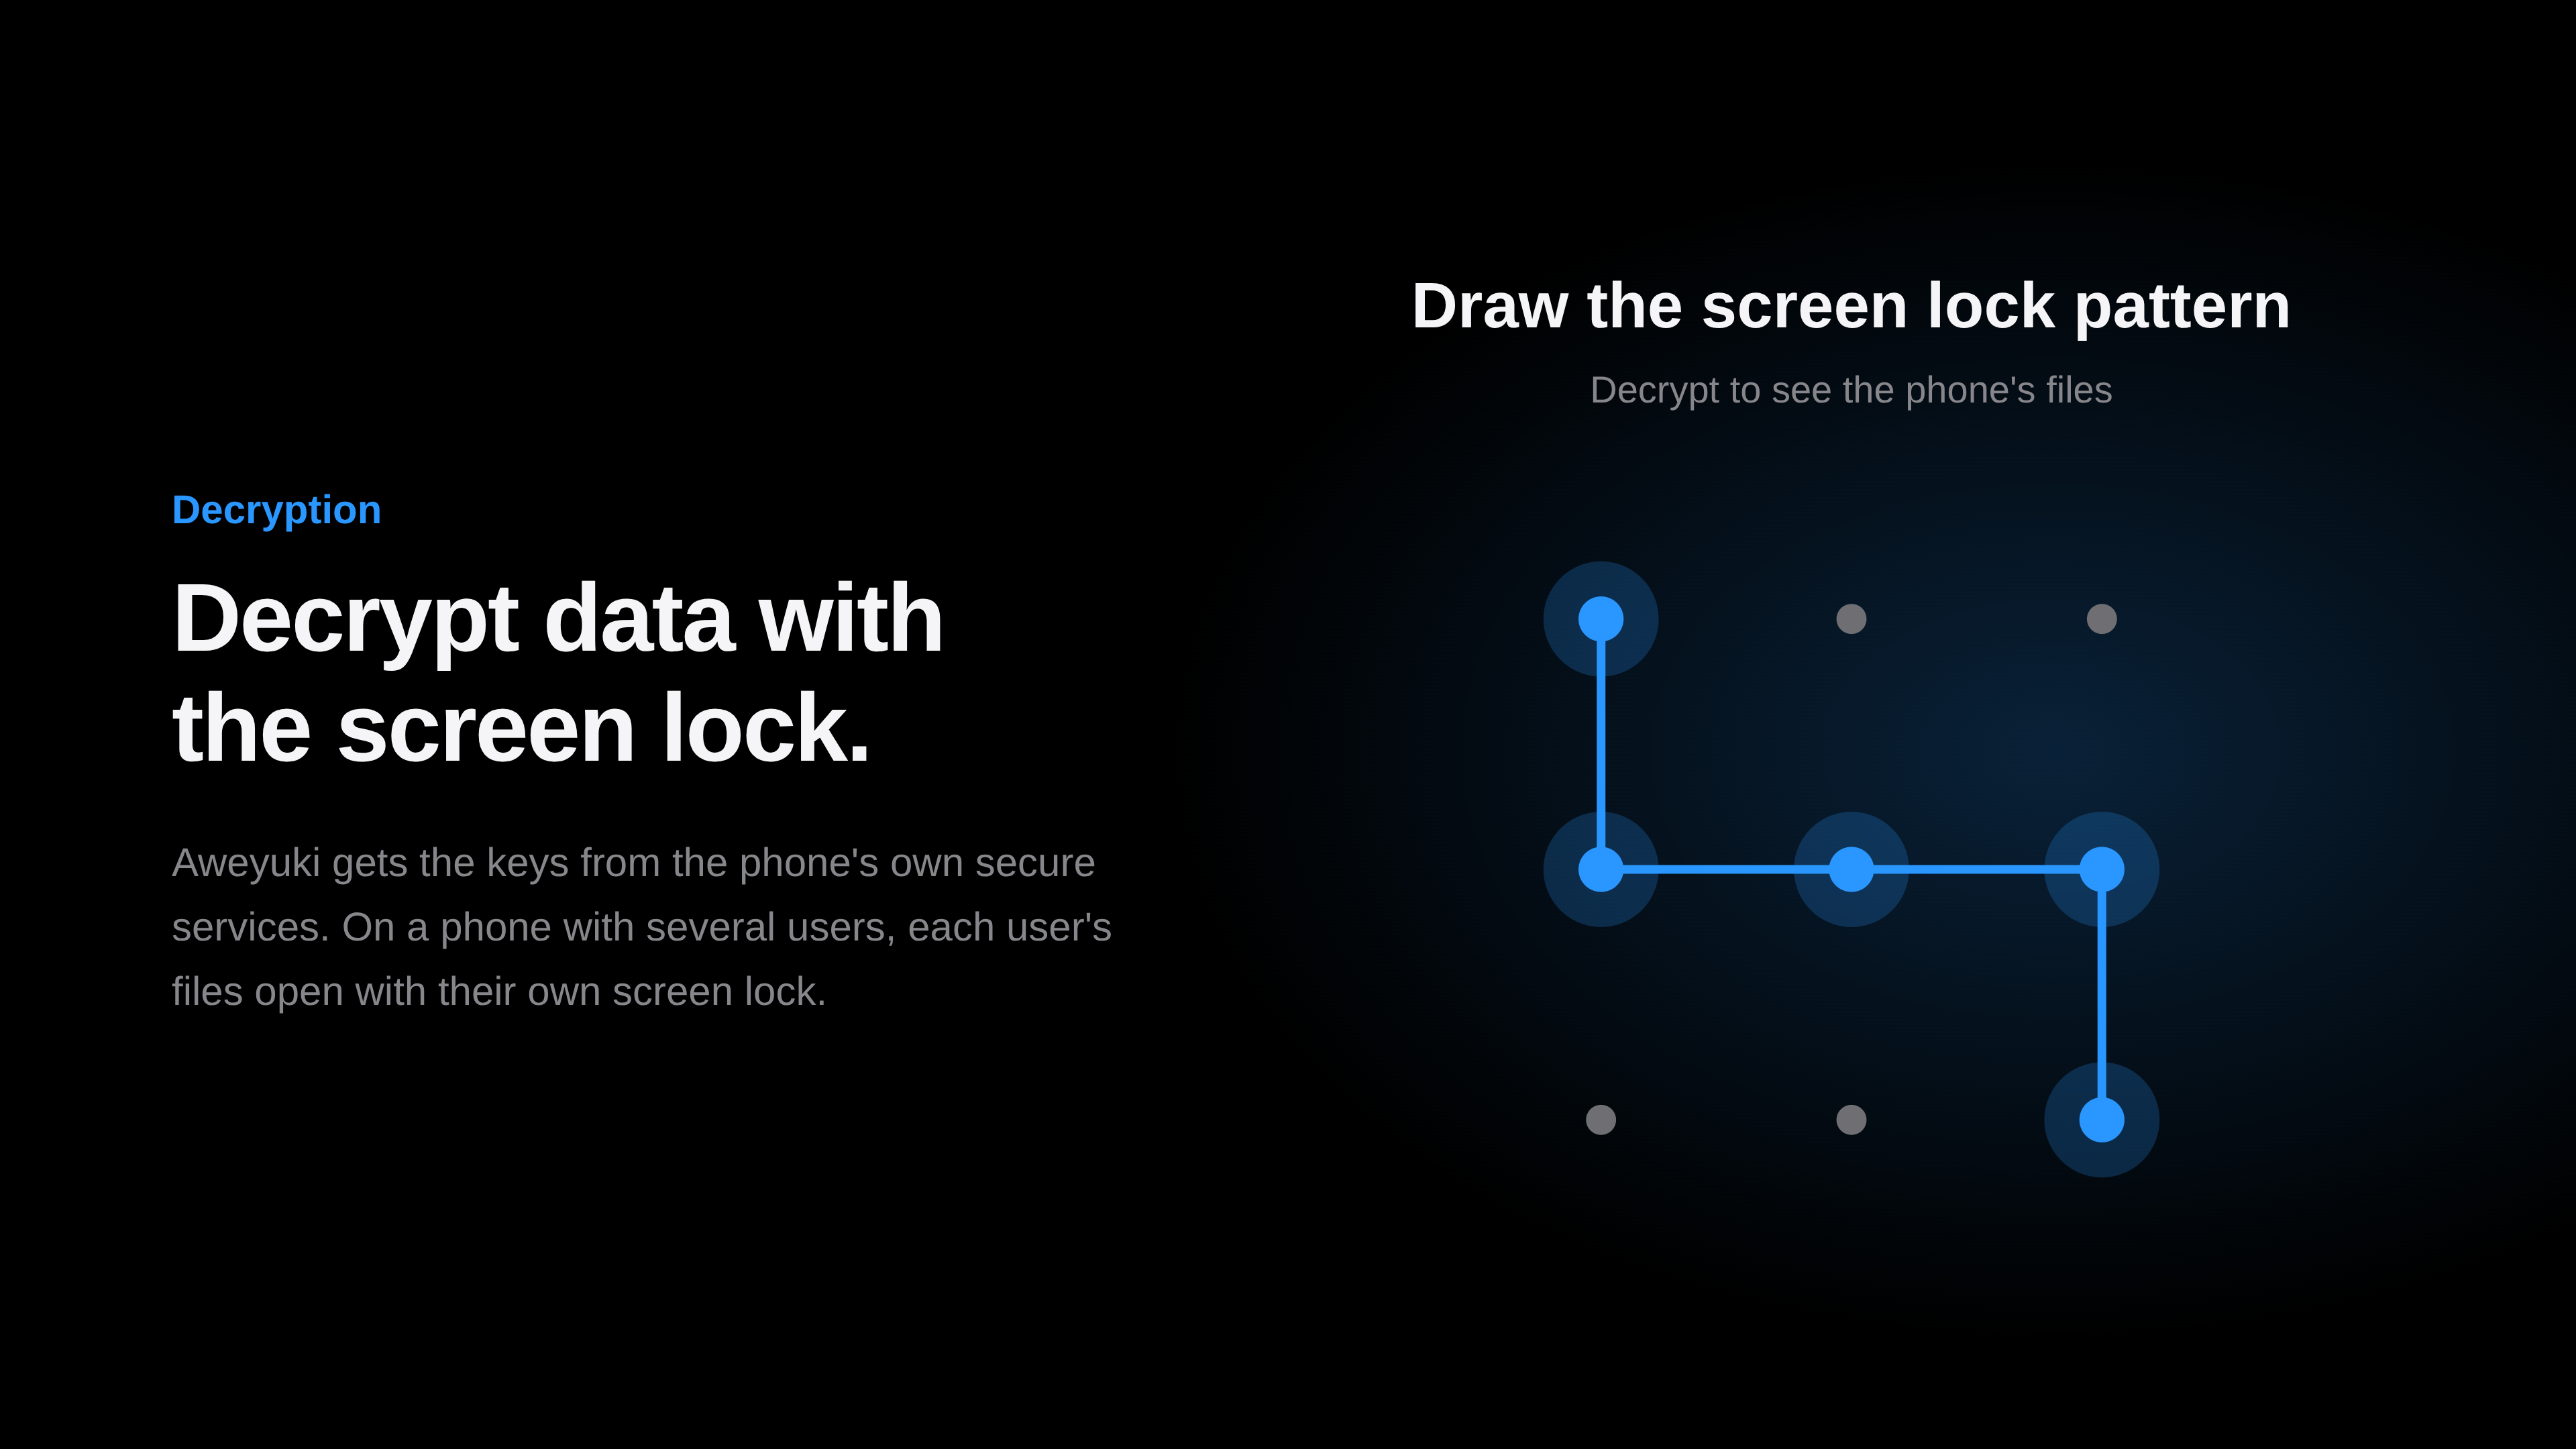 Decryption
Decrypt data with
the screen lock.
Aweyuki gets the keys from the phone's own secure
services. On a phone with several users, each user's
files open with their own screen lock.
Draw the screen lock pattern
Decrypt to see the phone's files